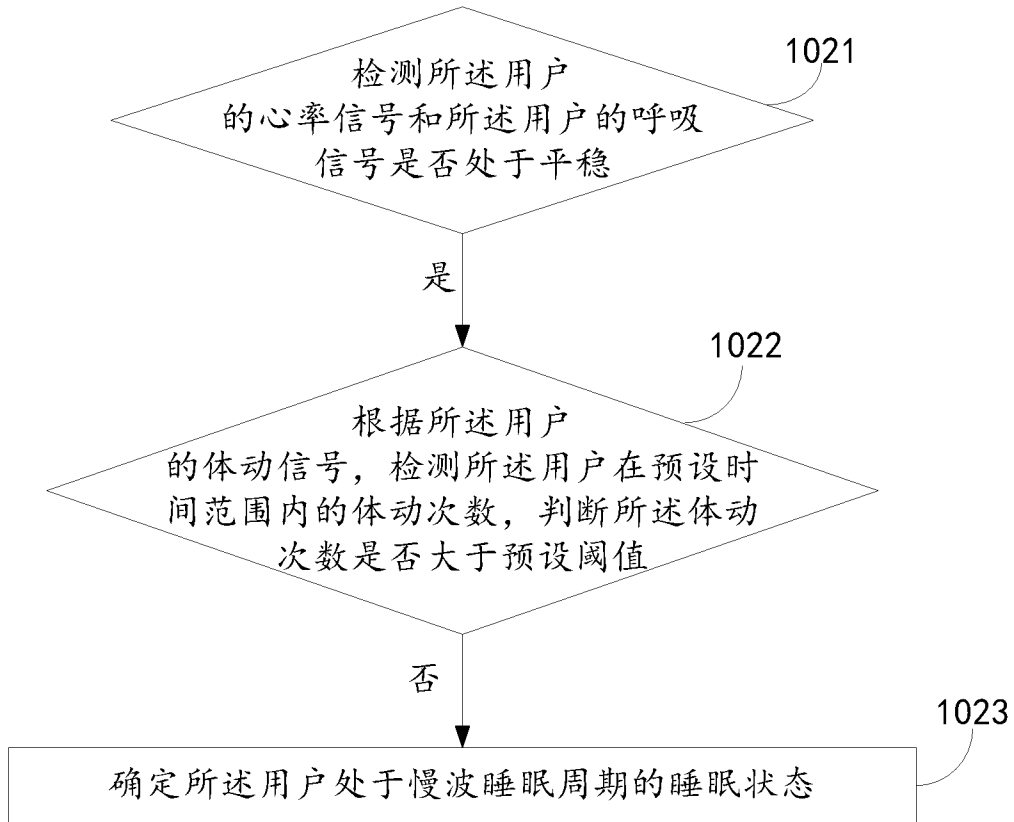 1021
检测所述用户
的心率信号和所述用户的呼吸
信号是否处于平稳
是
1022
根据所述用户
的体动信号，检测所述用户在预设时
间范围内的体动次数，判断所述体动
次数是否大于预设阈值
否
1023
确定所述用户处于慢波睡眠周期的睡眠状态